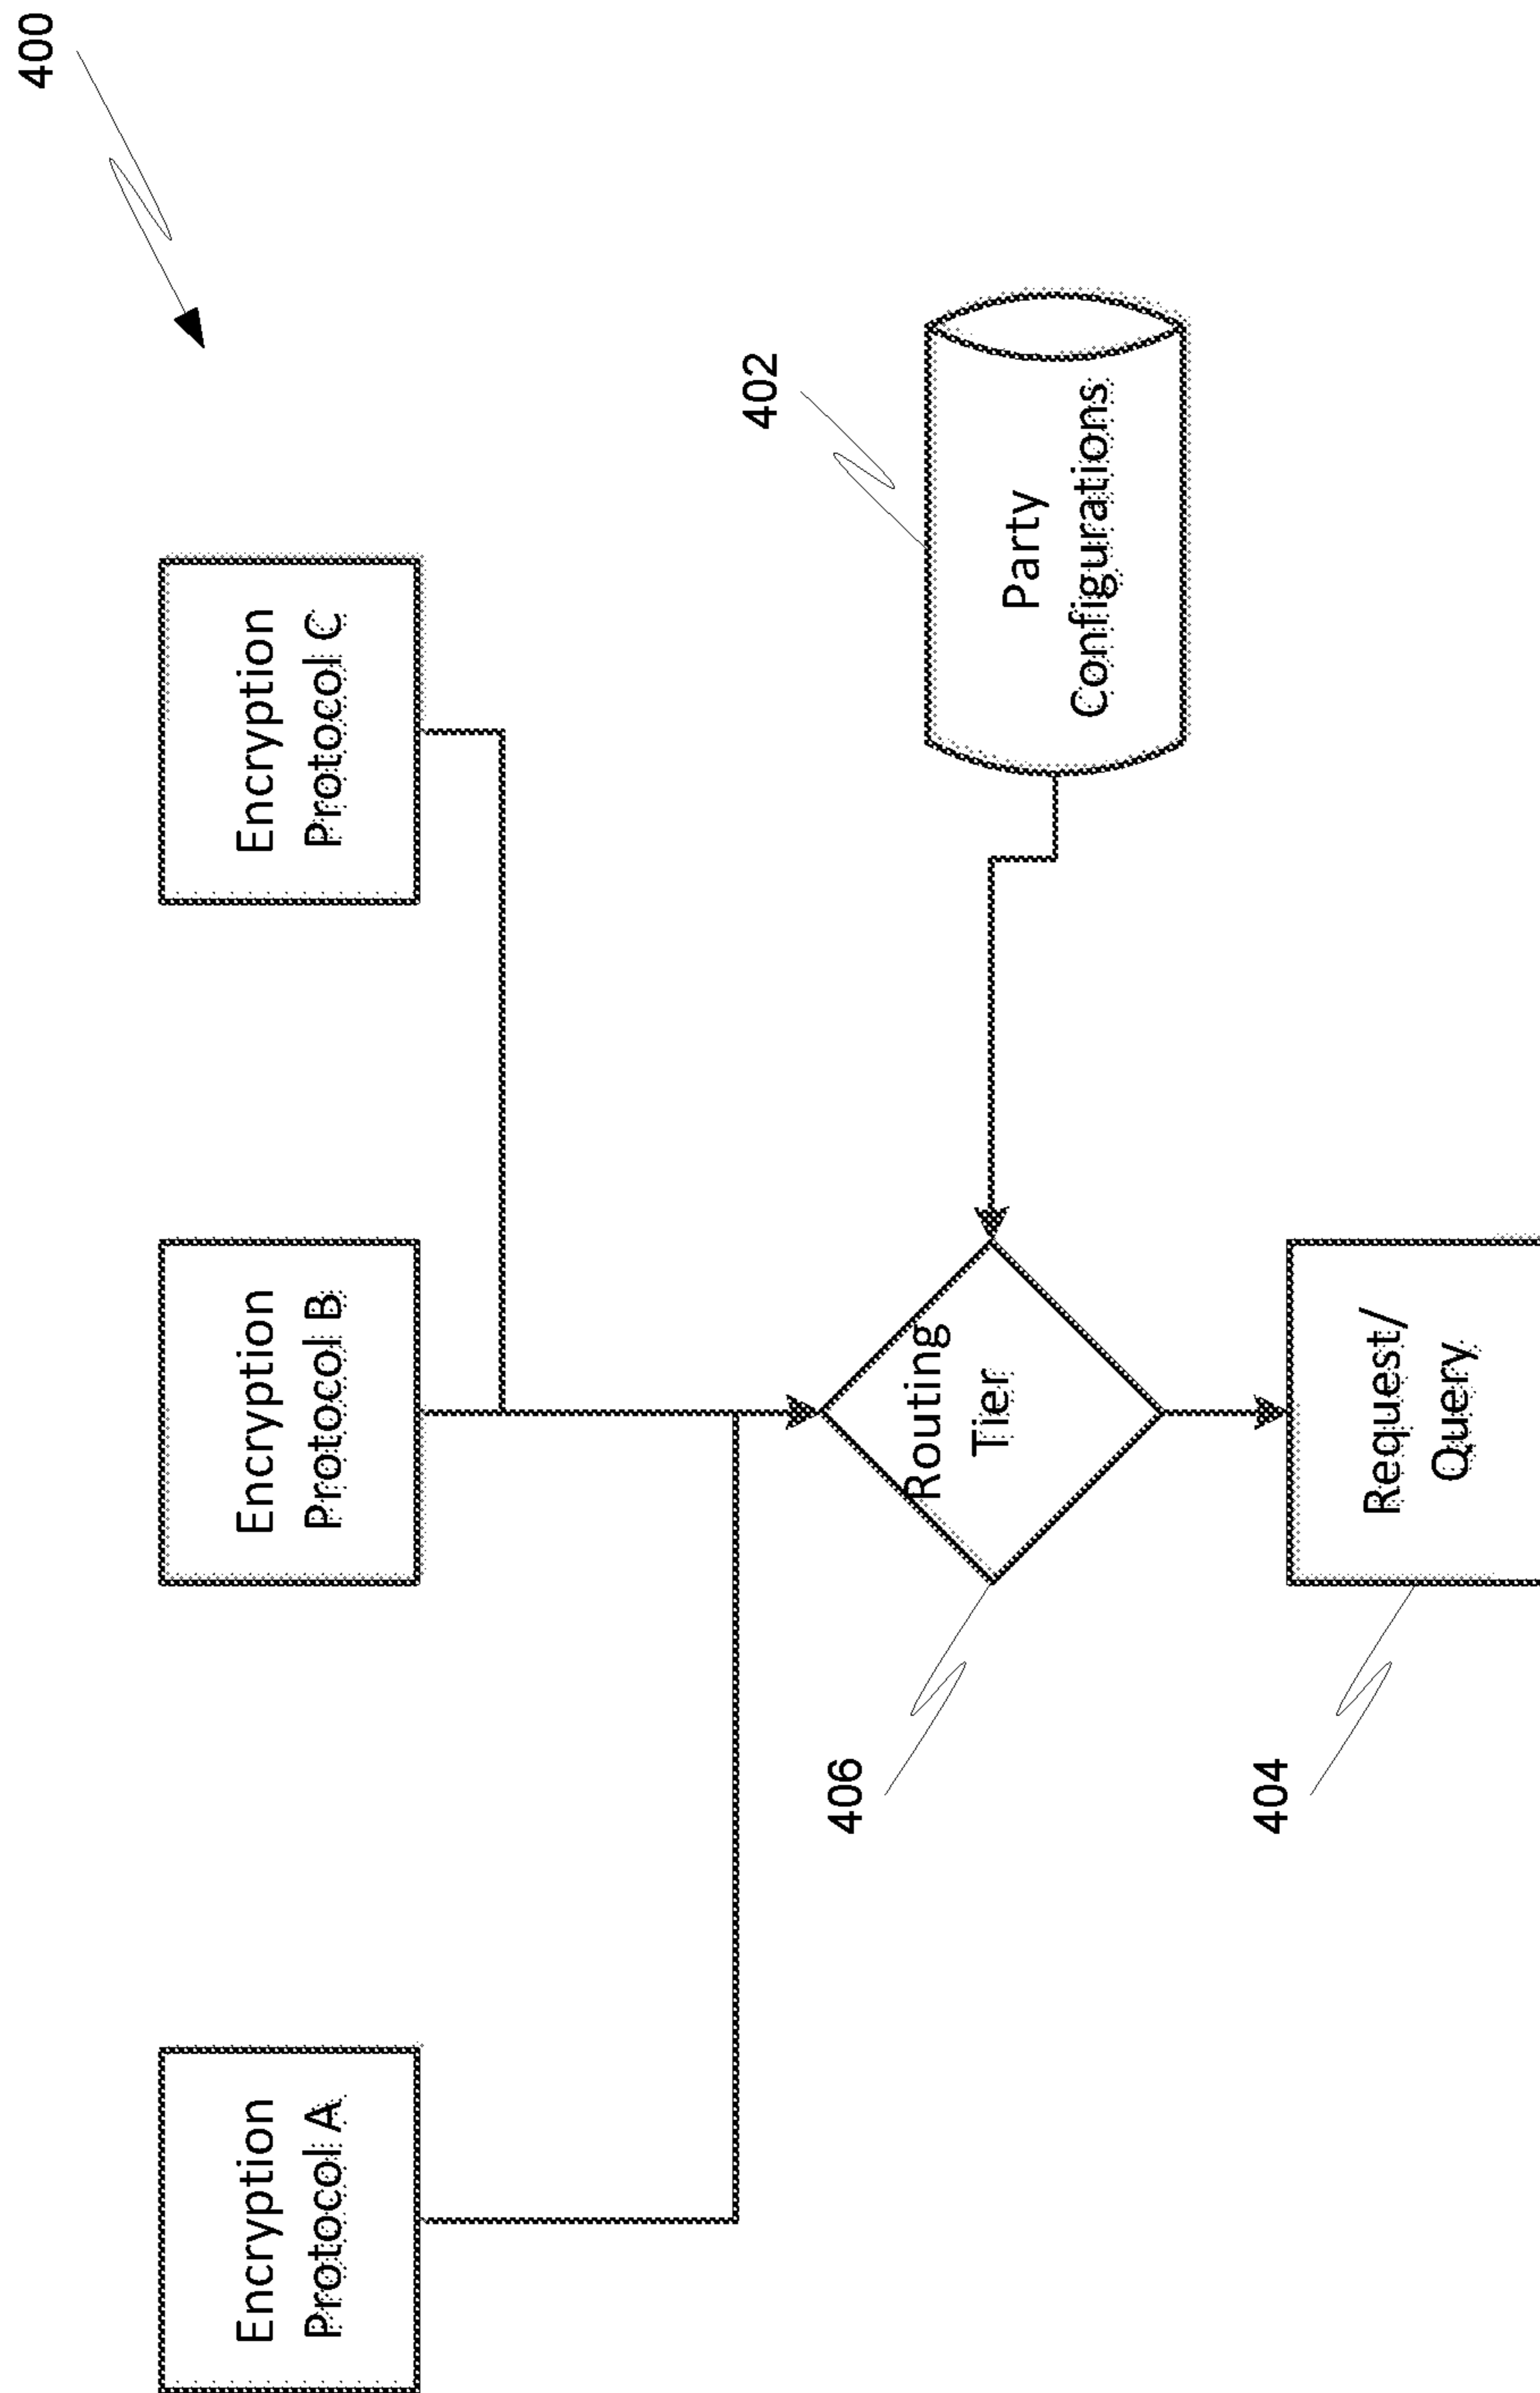 400
Encryption
Protocol A
Encryption
Protocol B
Encryption
Protocol C
402
Party
Configurations
406
Routing
Tier
404
Request/
Query